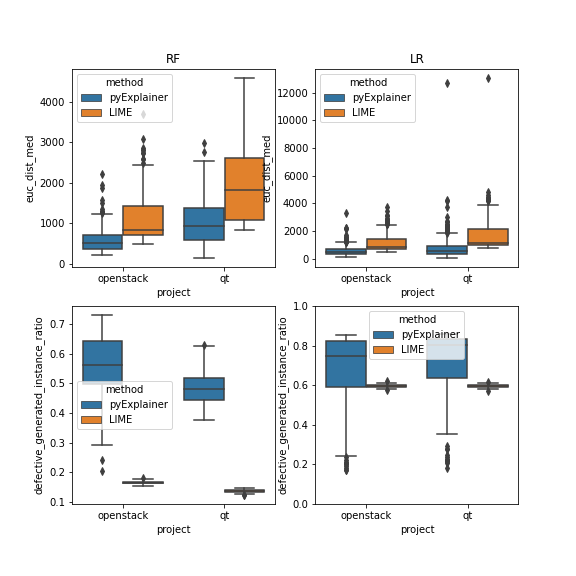 RF
euc_dist_med
4000
3000
2000
1000
0
method
pyExplainer
LIME
openstack
qt
project
LR
euc_dist_med
12000
10000
8000
6000
4000
2000
0
method
pyExplainer
LIME
openstack
qt
project
defective_generated_instance_ratio
0.7
0.6
0.5
0.4
0.3
0.2
0.1
method
pyExplainer
LIME
openstack
qt
project
defective_generated_instance_ratio
1.0
0.8
0.6
0.4
0.2
0.0
method
pyExplainer
LIME
openstack
qt
project